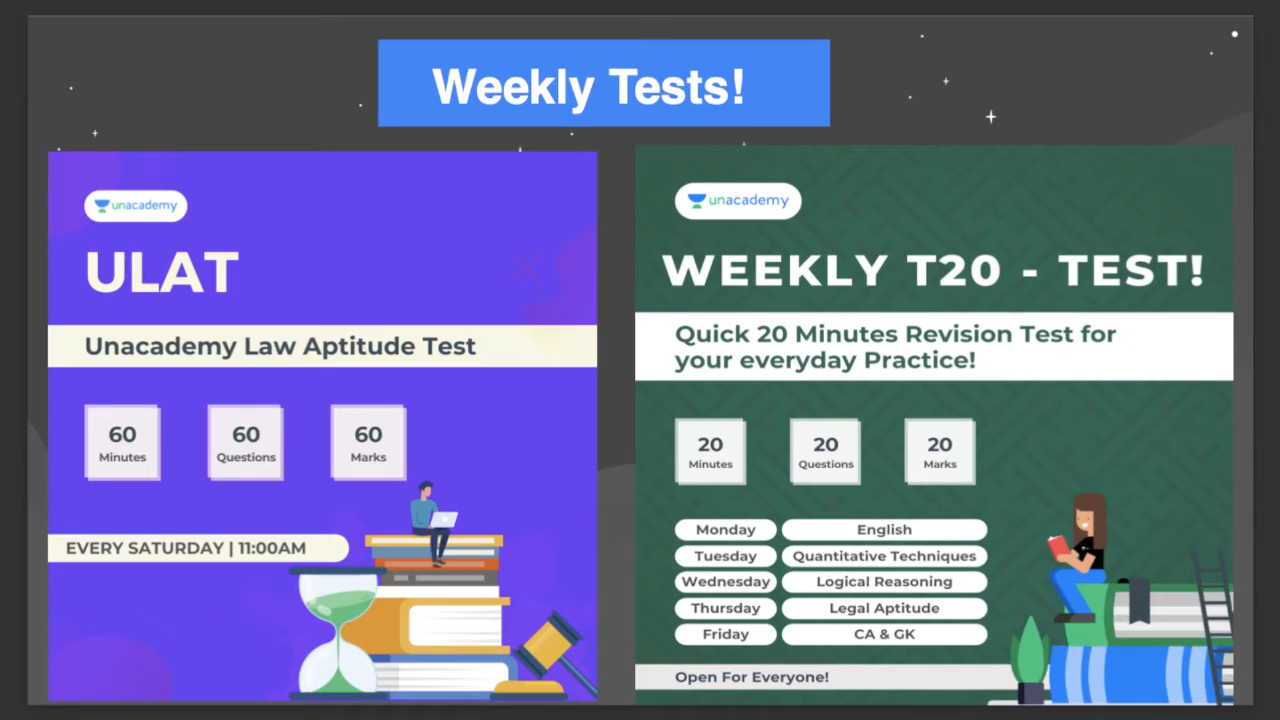 Weekly Tests!
unacademy
ULAT
Unacademy Law Aptitude Test
60 60 60
Minutes Questions Marks
EVERY SATURDAY | 11:00AM
unacademy
WEEKLY T20 - TEST!
Quick 20 Minutes Revision Test for
your everyday Practice!
20 20 20
Minutes Questions Marks
Monday English
Tuesday Quantitative Techniques
Wednesday Logical Reasoning
Thursday Legal Aptitude
Friday CA & GK
Open For Everyone!